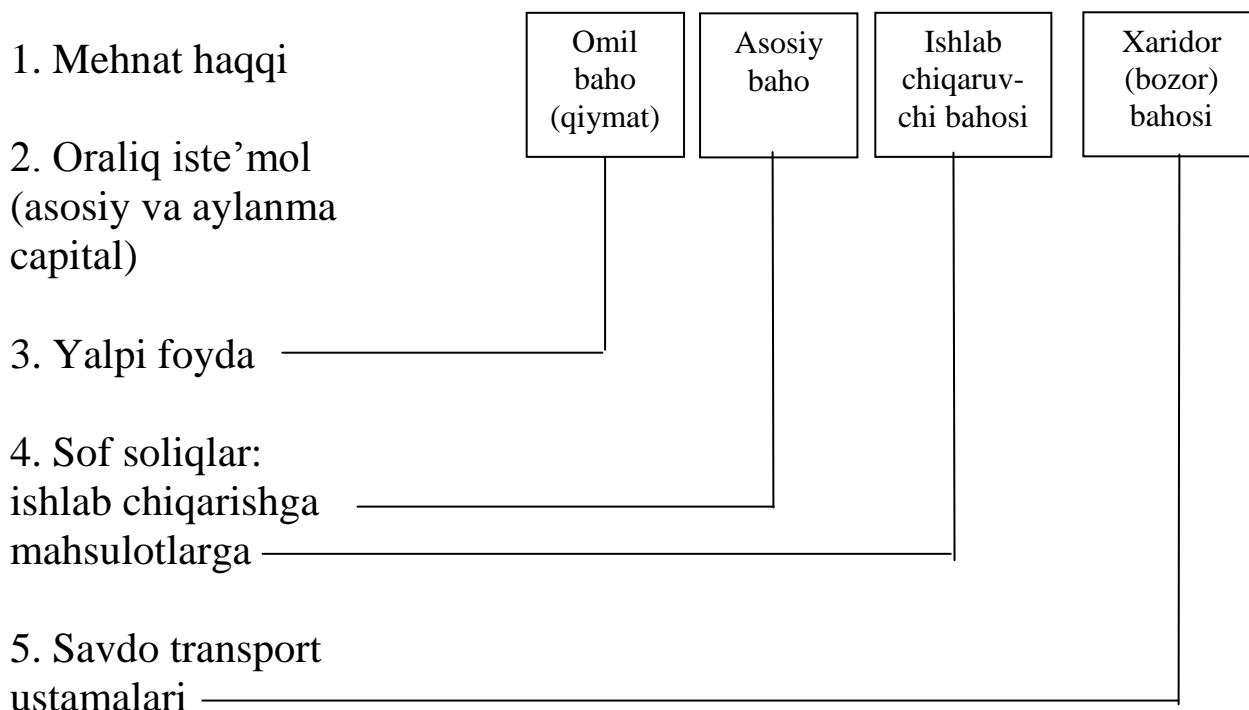 1. Mehnat haqqi
2. Oraliq iste’mol
(asosiy va aylanma
capital)
3. Yalpi foyda
4. Sof soliqlar:
ishlab chiqarishga
mahsulotlarga
5. Savdo transport
ustamalari
Omil
baho
(qiymat)
Asosiy
baho
Ishlab
chiqaruv-
chi bahosi
Xaridor
(bozor)
bahosi